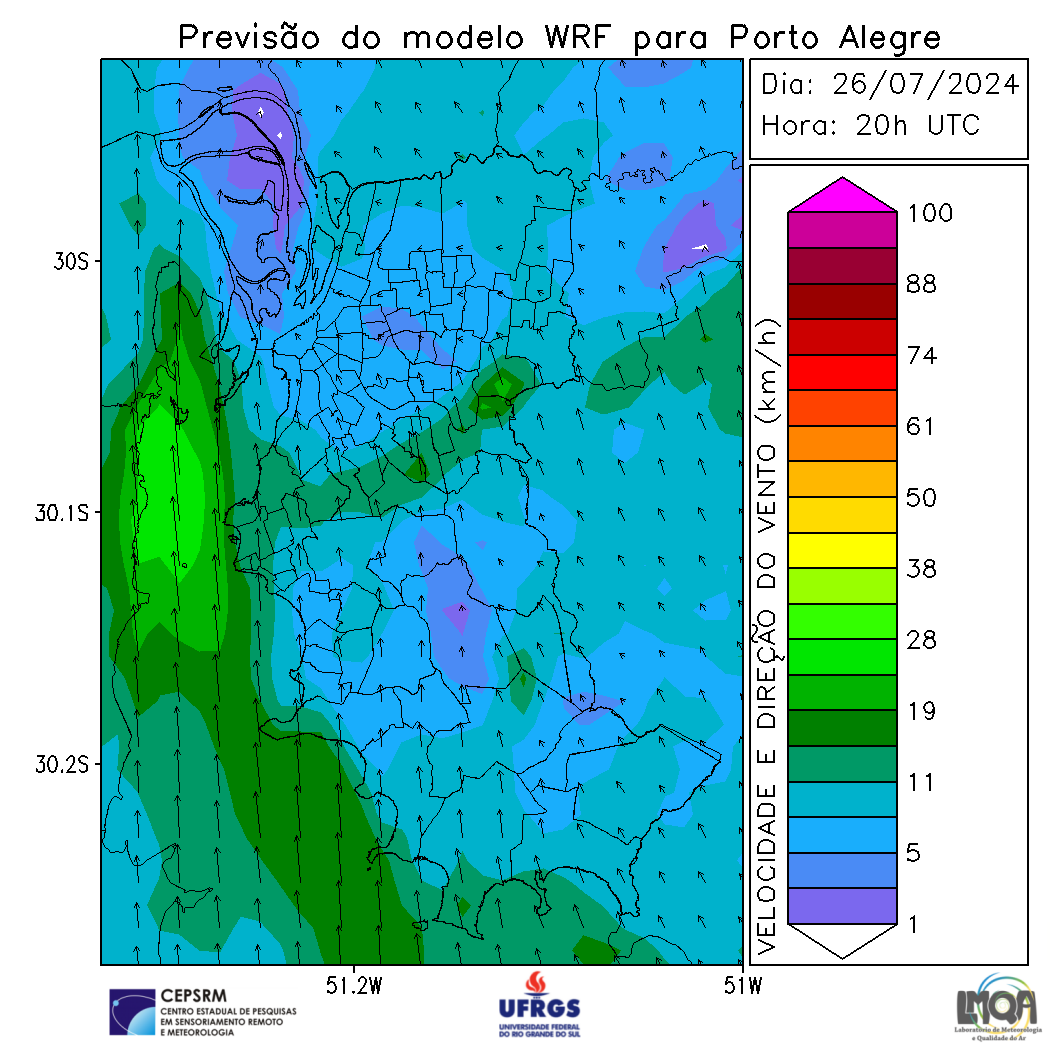 Previsão do modelo WRF para Porto Alegre
Dia: 26/07/2024
Hora: 20h UTC
30S
30.1S
30.2S
51.2W
51W
VELOCIDADE E DIREÇÃO DO VENTO (km/h)
100
88
74
61
50
38
28
19
11
5
1
CEPSRM
CENTRO ESTADUAL DE PESQUISAS
EM SENSORIAMENTO REMOTO
E METEOROLOGIA
UFRGS
UNIVERSIDADE FEDERAL
DO RIO GRANDE DO SUL
LMQA
Laboratório de Meteorologia
e Qualidade do Ar